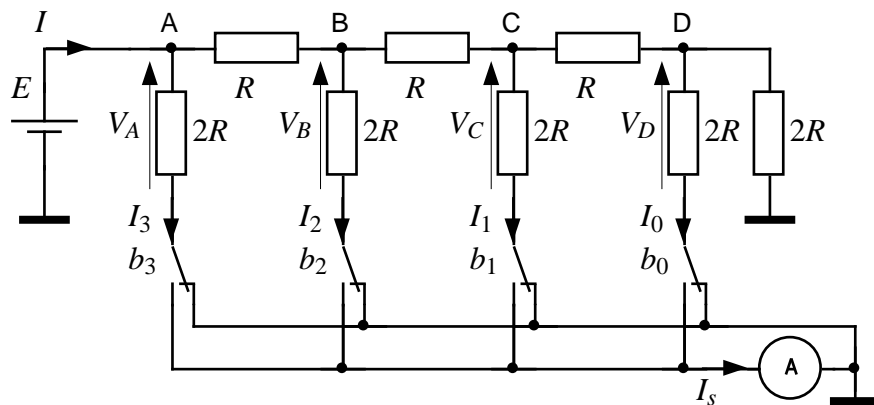 I A B C D
E R R R
V_A 2R V_B 2R V_C 2R V_D 2R 2R
I_3 I_2 I_1 I_0
b_3 b_2 b_1 b_0
A
I_s